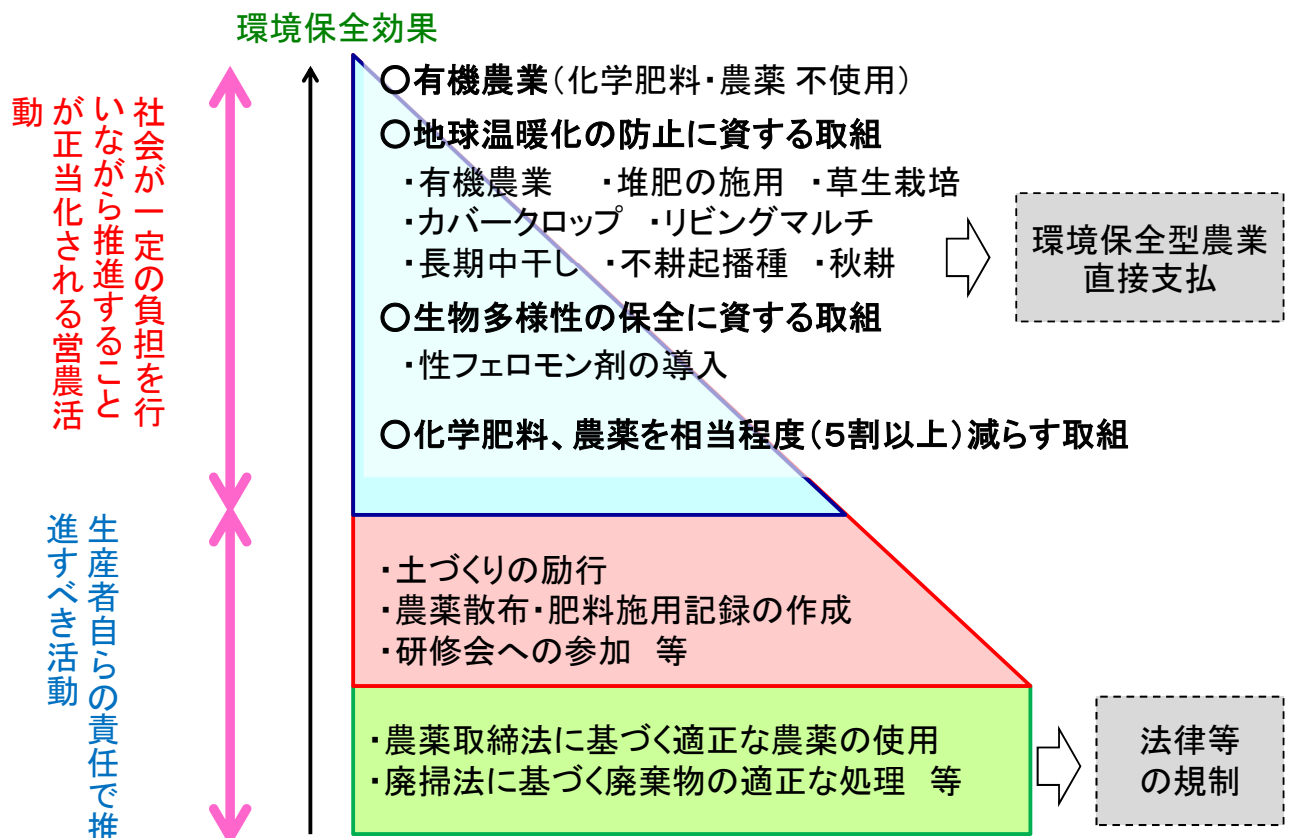 環境保全効果
社会が一定の負担を行
いながら推進すること
が正当化される営農活
動
○有機農業(化学肥料・農薬 不使用)
○地球温暖化の防止に資する取組
・有機農業 ・堆肥の施用 ・草生栽培
・カバークロップ ・リビングマルチ
・長期中干し ・不耕起播種 ・秋耕
○生物多様性の保全に資する取組
・性フェロモン剤の導入
○化学肥料、農薬を相当程度(5割以上)減らす取組
環境保全型農業
直接支払
生産者自らの責任で推
進すべき活動
・土づくりの励行
・農薬散布・肥料施用記録の作成
・研修会への参加 等
・農薬取締法に基づく適正な農薬の使用
・廃掃法に基づく廃棄物の適正な処理 等
法律等
の規制